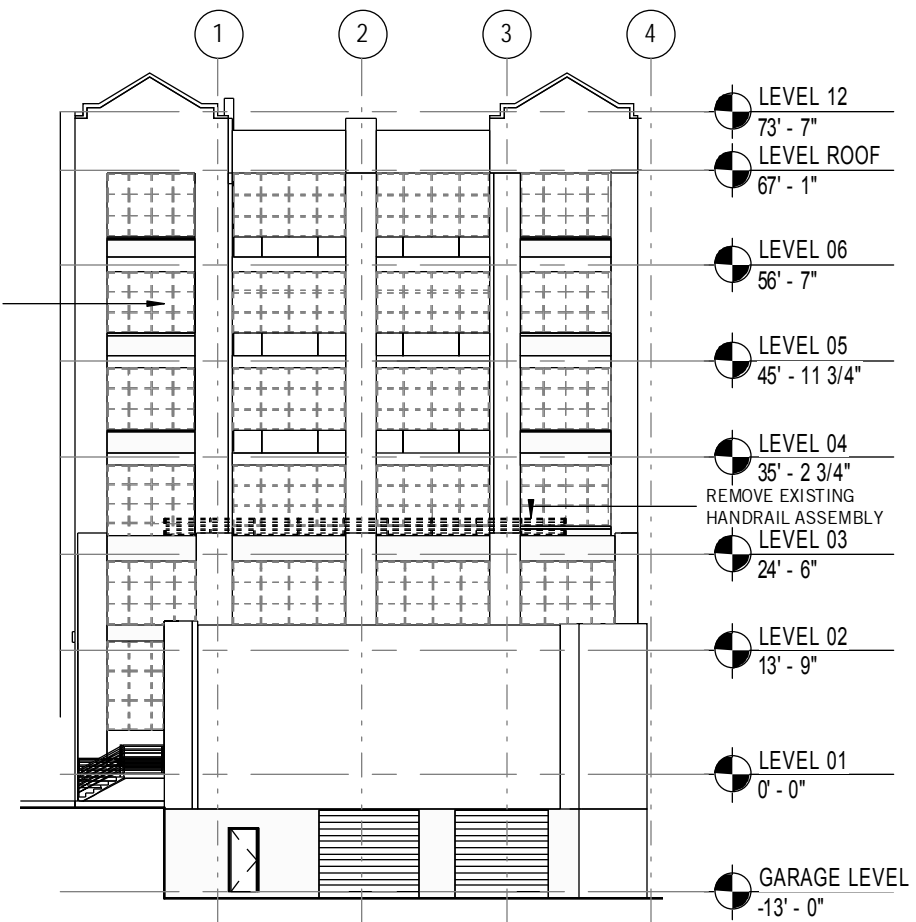 1
2
3
4
LEVEL 12
73' - 7"
LEVEL ROOF
67' - 1"
LEVEL 06
56' - 7"
LEVEL 05
45' - 11 3/4"
LEVEL 04
35' - 2 3/4"
REMOVE EXISTING
HANDRAIL ASSEMBLY
LEVEL 03
24' - 6"
LEVEL 02
13' - 9"
LEVEL 01
0' - 0"
GARAGE LEVEL
-13' - 0"